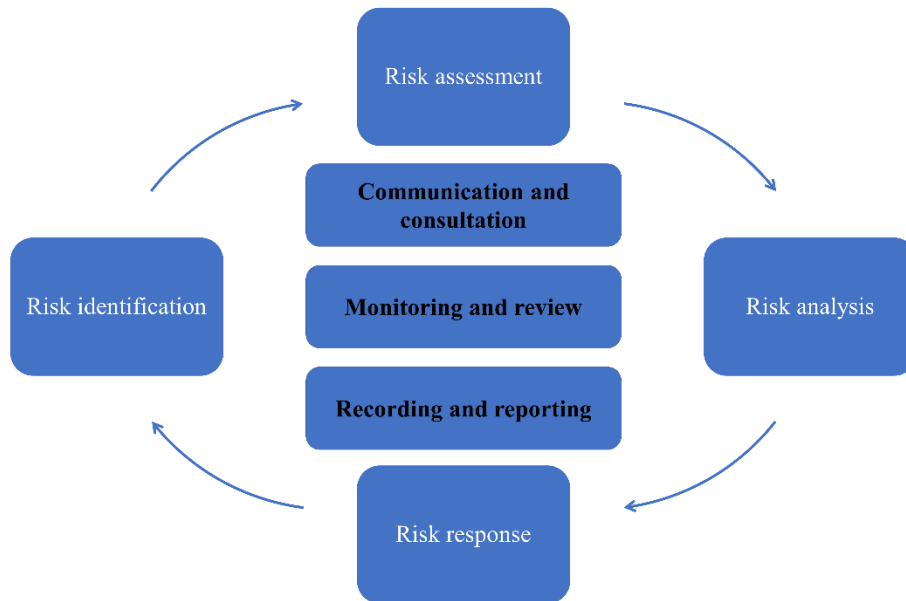 Risk assessment
Communication and
consultation
Risk identification
Monitoring and review
Risk analysis
Recording and reporting
Risk response